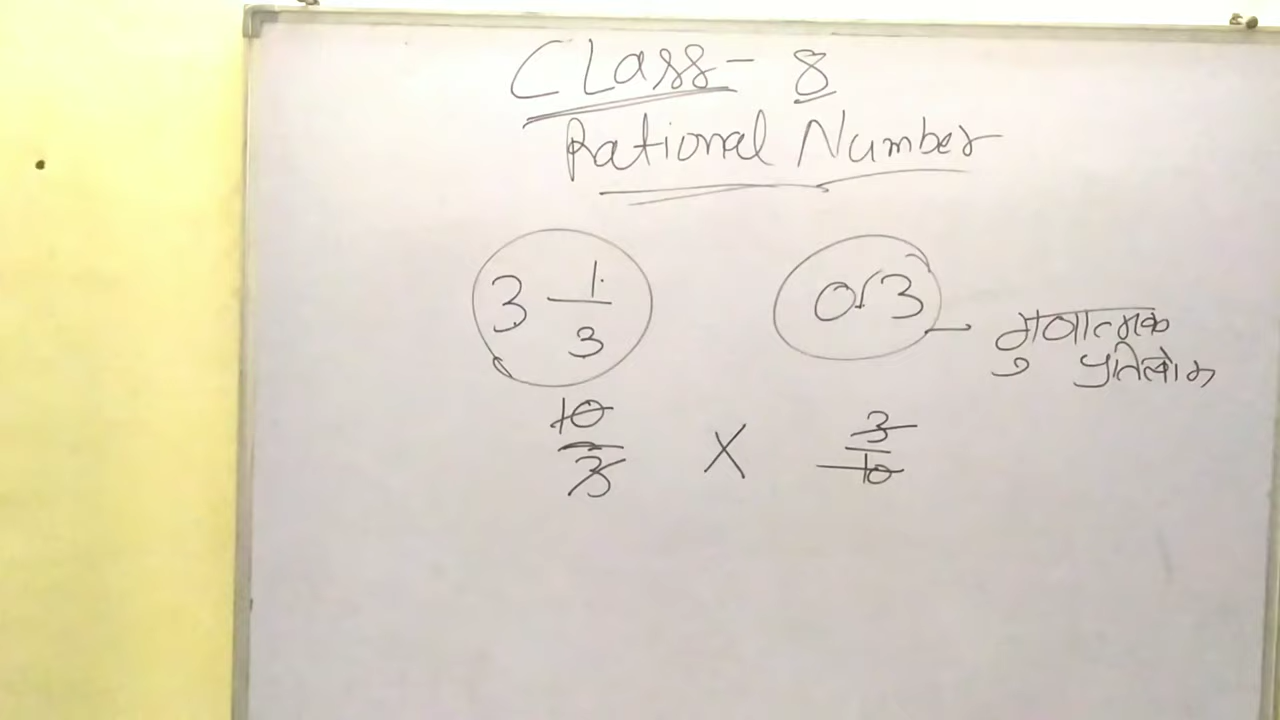 Class - 8
Rational Number
3 1/3 0.3
गुणात्मक
प्रतिलोम
10/3 X 3/10